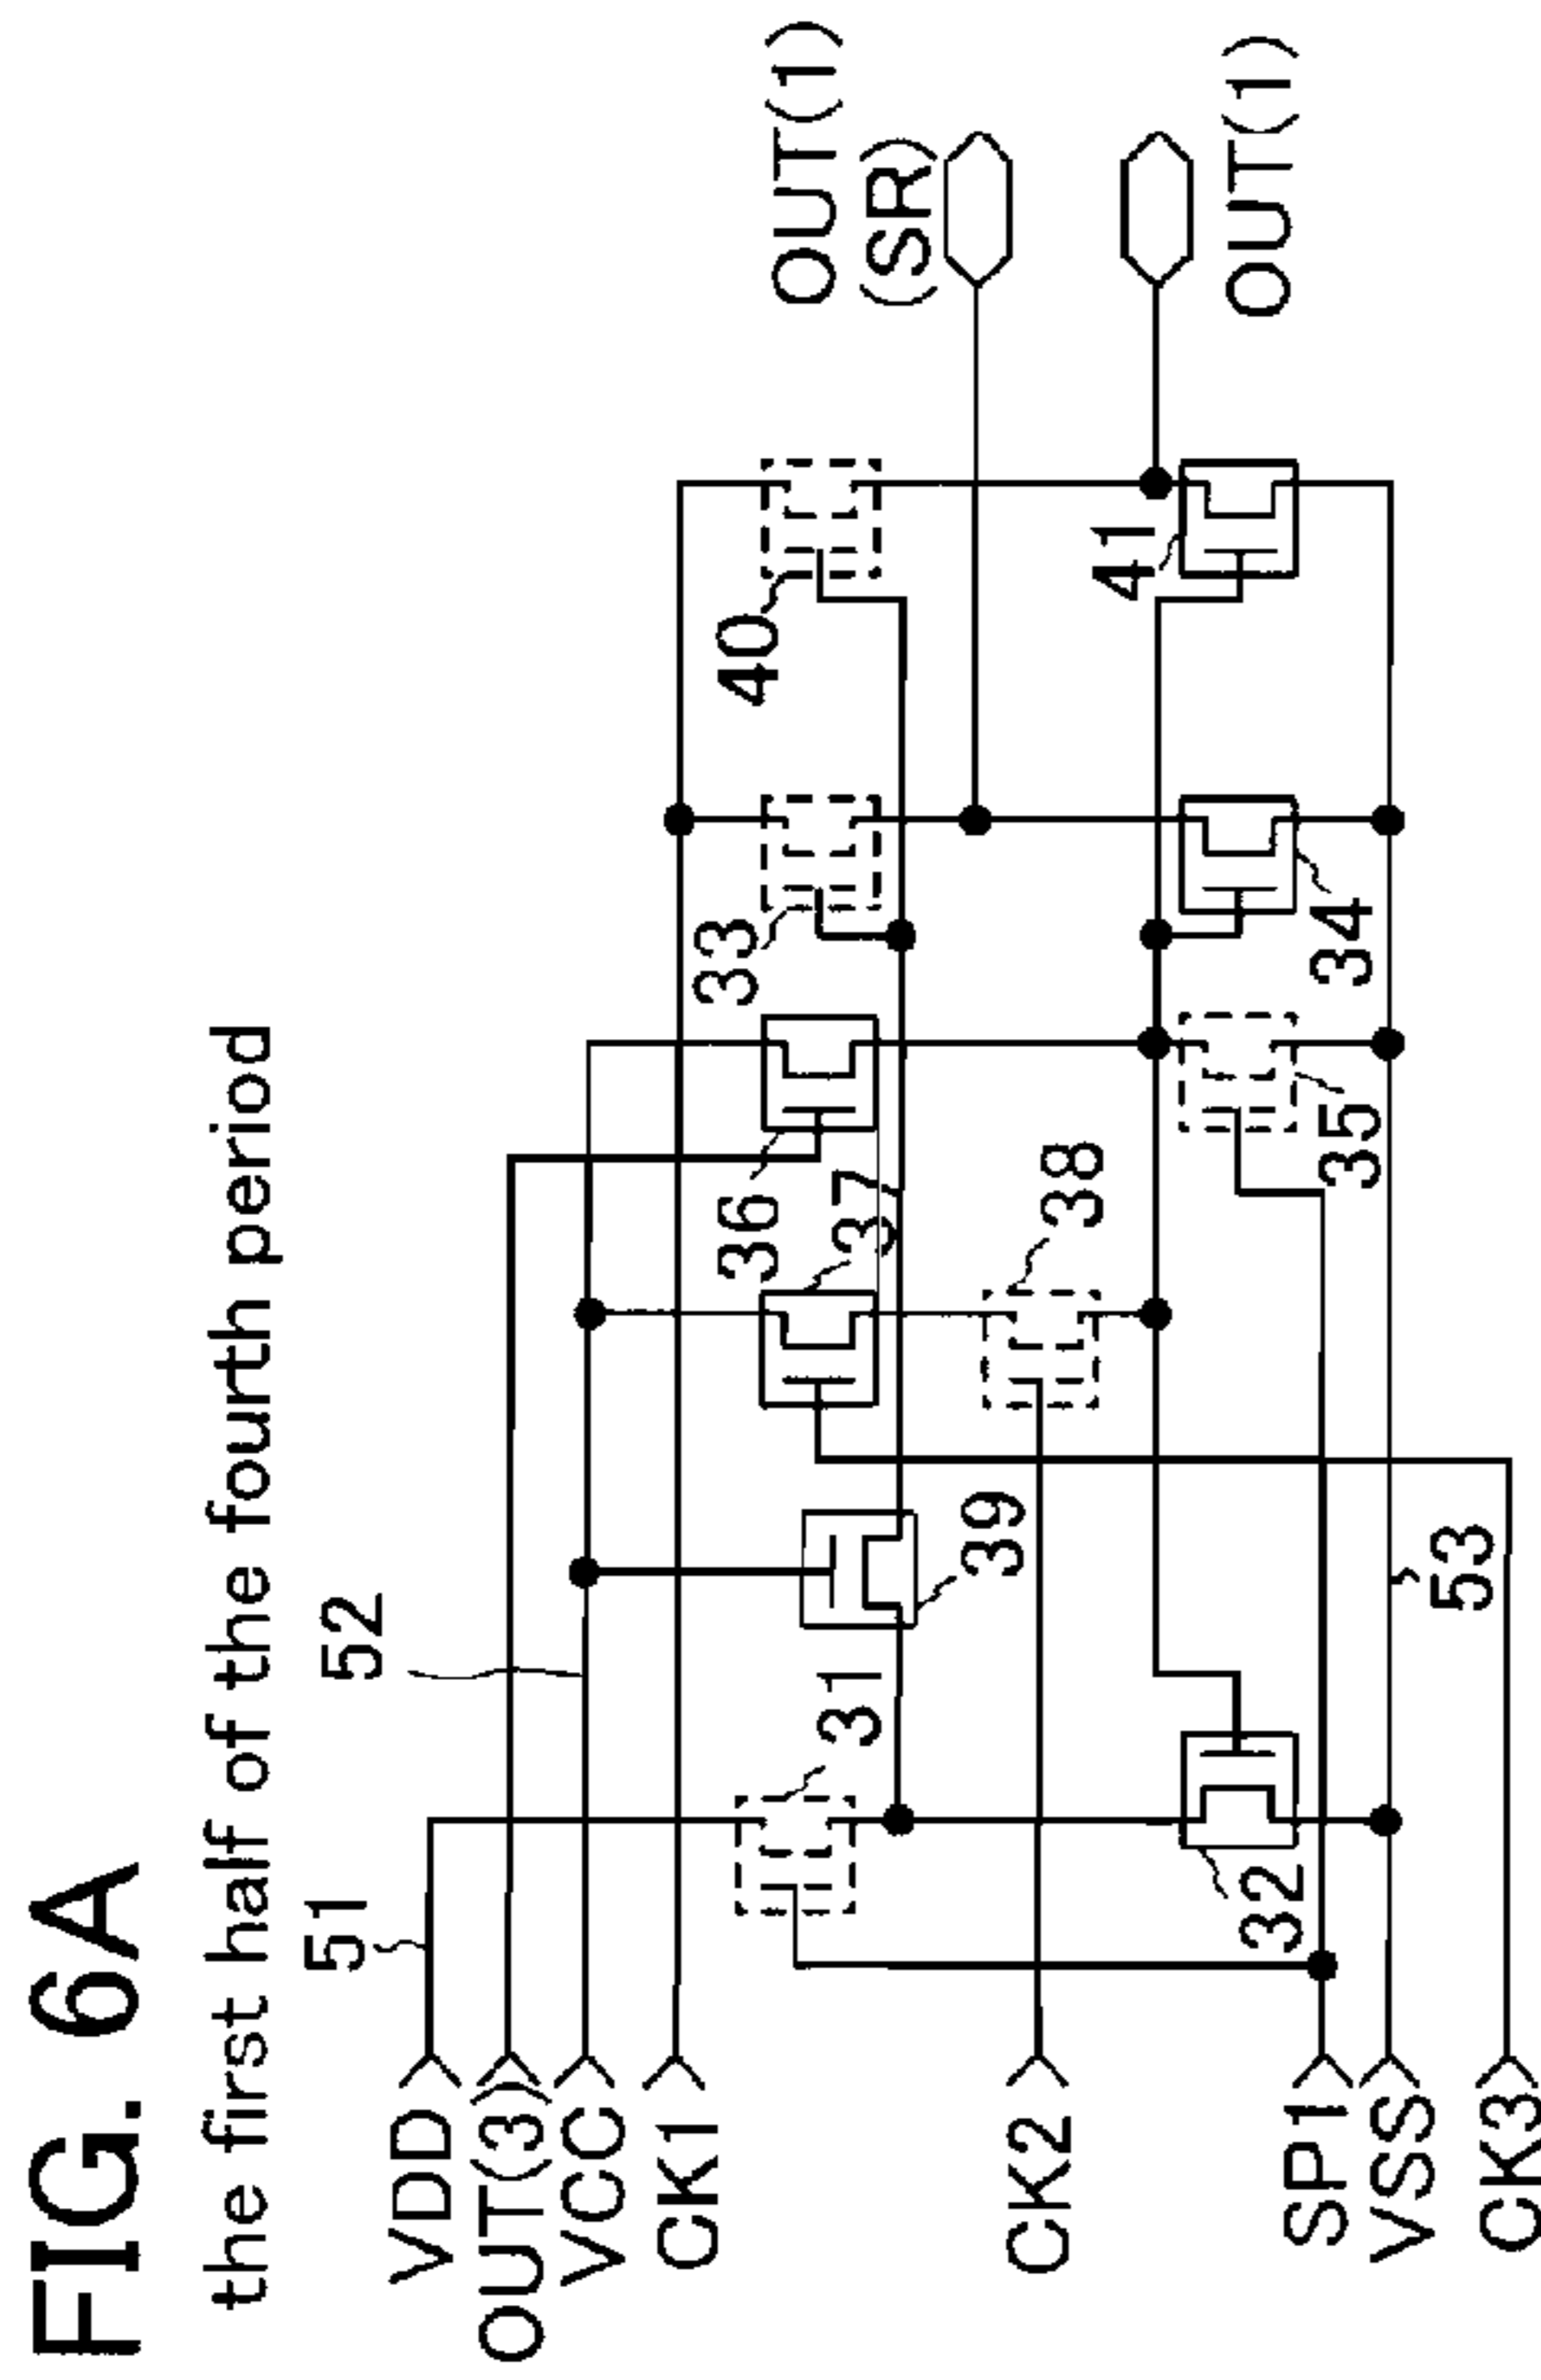 FIG. 6A
the first half of the fourth period
51
52
VDD
OUT(3)
VCC
CK1
CK2
SP1
VSS
CK3
31
32
39
53
37
36
38
35
33
34
40
41
OUT(1)
(SR)
OUT(1)